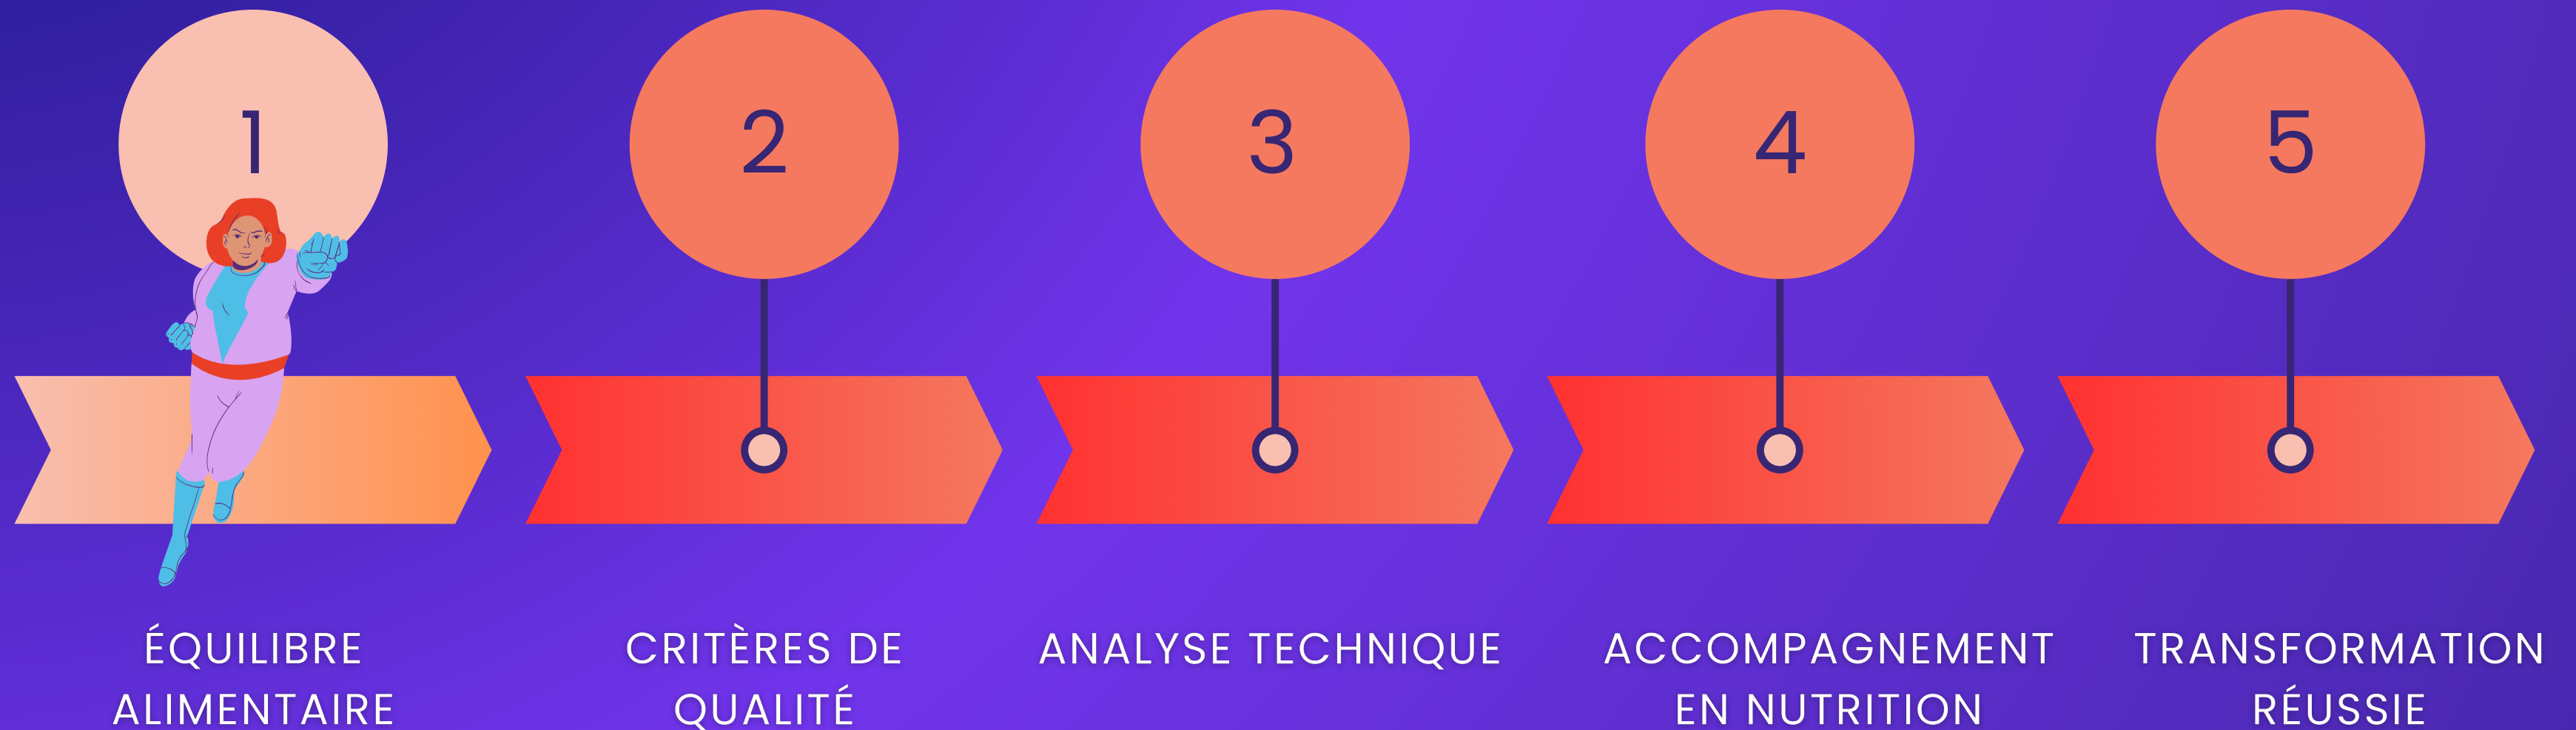 1
2
3
4
5
ÉQUILIBRE
ALIMENTAIRE
CRITÈRES DE
QUALITÉ
ANALYSE TECHNIQUE
ACCOMPAGNEMENT
EN NUTRITION
TRANSFORMATION
RÉUSSIE